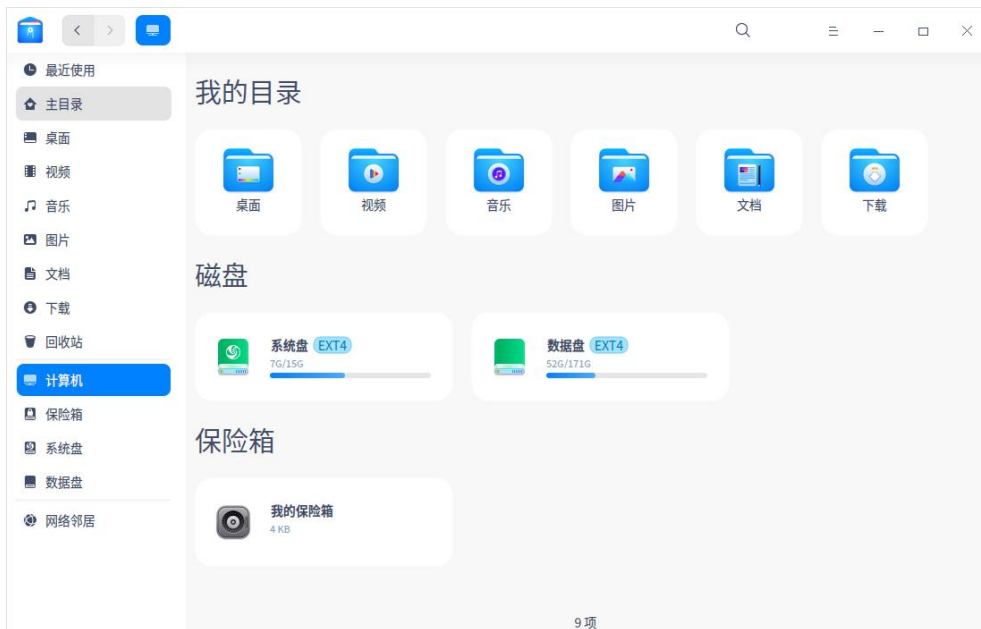 最近使用
主目录
桌面
视频
音乐
图片
文档
下载
回收站
计算机
保险箱
系统盘
数据盘
网络邻居
我的目录
桌面
视频
音乐
图片
文档
下载
磁盘
系统盘 EXT4
7G/15G
数据盘 EXT4
52G/171G
保险箱
我的保险箱
4 KB
9 项